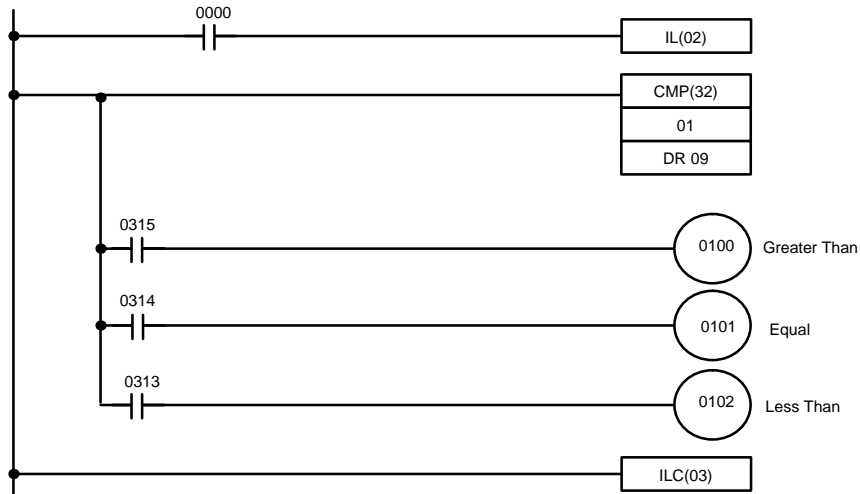 0000
IL(02)
CMP(32)
01
DR 09
0315
0100 Greater Than
0314
0101 Equal
0313
0102 Less Than
ILC(03)